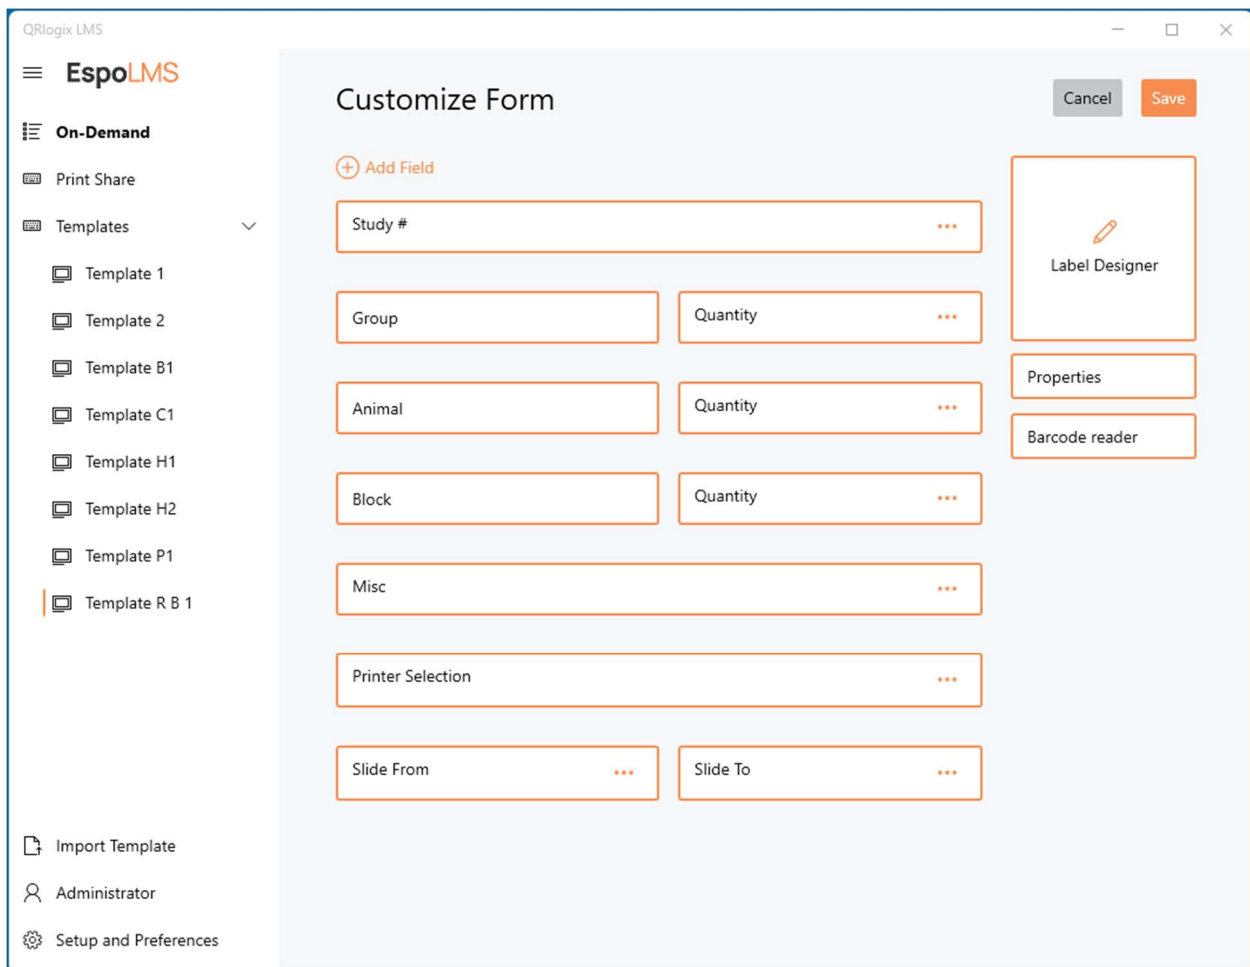 QRlogix LMS
EspoLMS
On-Demand
Print Share
Templates
Template 1
Template 2
Template B1
Template C1
Template H1
Template H2
Template P1
Template R B 1
Import Template
Administrator
Setup and Preferences
Customize Form
Cancel
Save
Add Field
Study #
Group
Quantity
Animal
Quantity
Block
Quantity
Misc
Printer Selection
Slide From
Slide To
Label Designer
Properties
Barcode reader